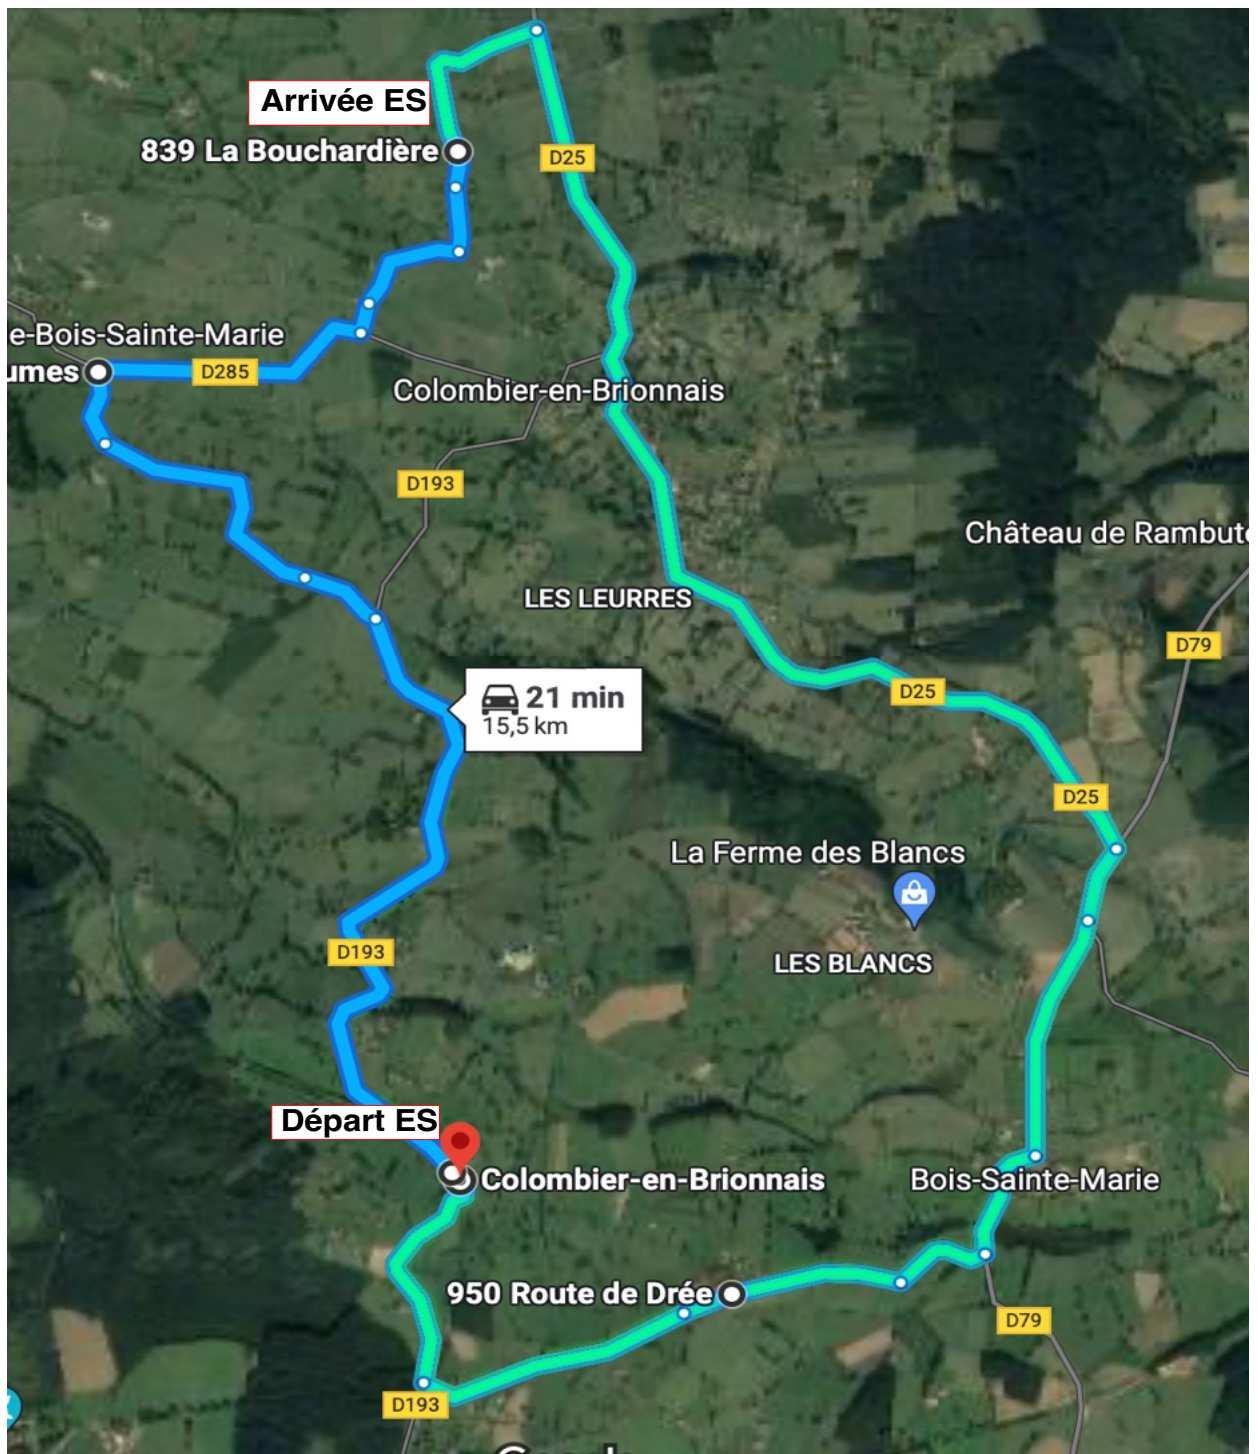 Arrivée ES
839 La Bouchardière
D25
e-Bois-Sainte-Marie
umes
D285
Colombier-en-Brionnais
D193
Château de Rambute
LES LEURRES
D79
21 min
15,5 km
D25
D25
La Ferme des Blancs
D193
LES BLANCS
Départ ES
Colombier-en-Brionnais
Bois-Sainte-Marie
950 Route de Drée
D79
D193